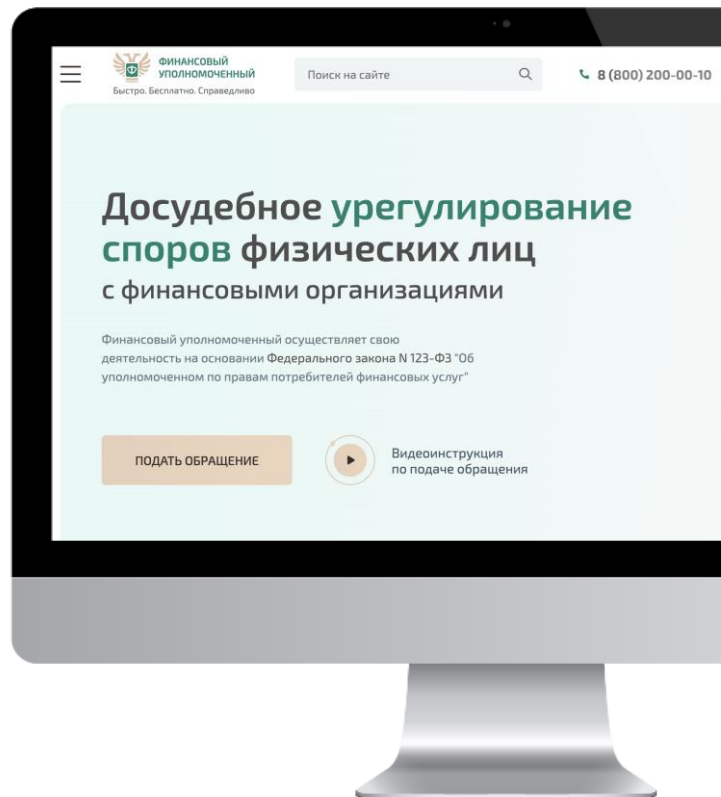 ФИНАНСОВЫЙ
УПОЛНОМОЧЕННЫЙ
Быстро. Бесплатно. Справедливо
Поиск на сайте
8 (800) 200-00-10
Досудебное урегулирование
споров физических лиц
с финансовыми организациями
Финансовый уполномоченный осуществляет свою
деятельность на основании Федерального закона N 123-ФЗ "Об
уполномоченном по правам потребителей финансовых услуг"
ПОДАТЬ ОБРАЩЕНИЕ
Видеоинструкция
по подаче обращения